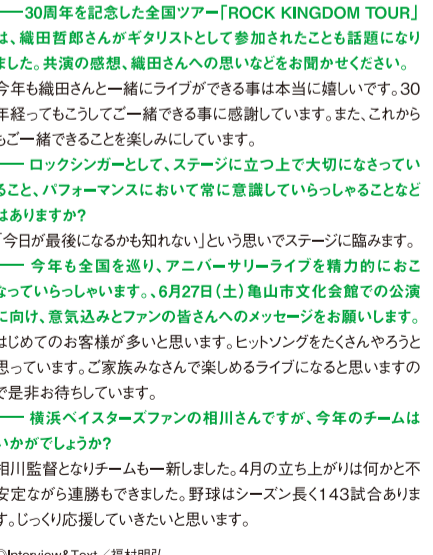 ――30周年を記念した全国ツアー「ROCK KINGDOM TOUR」
は、織田哲郎さんがギタリストとして参加されたことも話題になり
ました。共演の感想、織田さんへの思いなどをお聞かせください。
今年も織田さんと一緒にライブができる事は本当に嬉しいです。30
年経ってもこうしてご一緒できる事に感謝しています。また、これから
もご一緒できることを楽しみにしています。
―― ロックシンガーとして、ステージに立つ上で大切になさってい
ること、パフォーマンスにおいて常に意識していらっしゃることなど
はありますか?
「今日が最後になるかも知れない」という思いでステージに臨みます。
―― 今年も全国を巡り、アニバーサリーライブを精力的におこ
なっていらっしゃいます。、6月27日(土)亀山市文化会館での公演
に向け、意気込みとファンの皆さんへのメッセージをお願いします。
はじめてのお客様が多いと思います。ヒットソングをたくさんやろうと
思っています。ご家族みなさんで楽しめるライブになると思いますの
で是非お待ちしています。
―― 横浜ベイスターズファンの相川さんですが、今年のチームは
いかがでしょうか?
相川監督となりチームも一新しました。4月の立ち上がりは何かと不
安定ながら連勝もできました。野球はシーズン長く143試合ありま
す。じっくり応援していきたいと思います。
◎Interview&Text/福村明弘